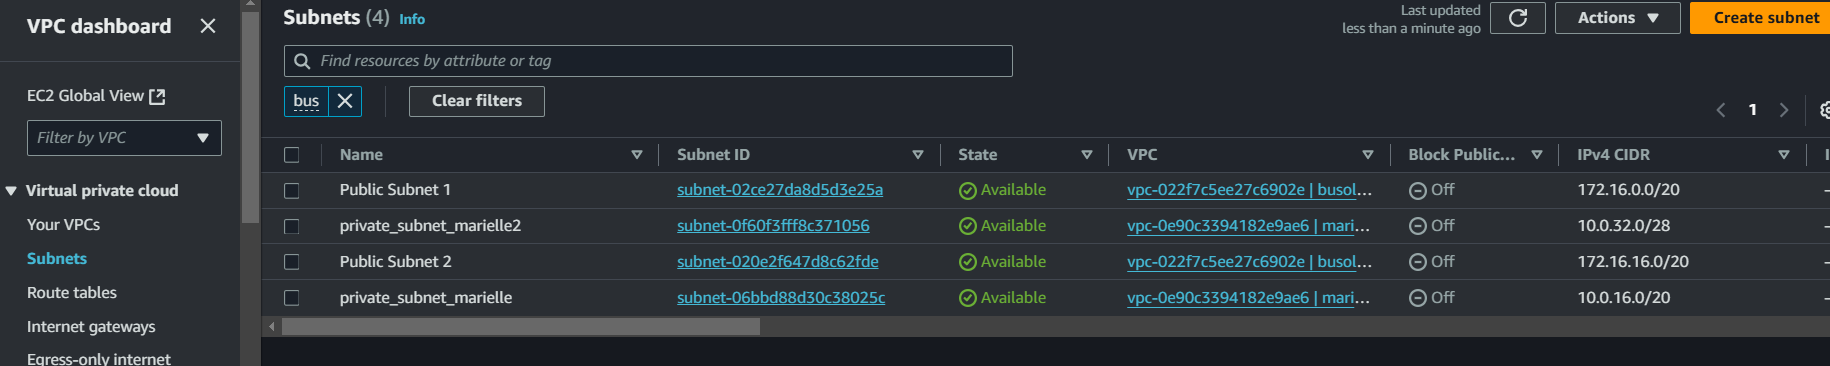 VPC dashboard
EC2 Global View
Filter by VPC
Virtual private cloud
Your VPCs
Subnets
Route tables
Internet gateways
Egress-only internet
Subnets (4) Info
Last updated
less than a minute ago
Actions
Create subnet
Find resources by attribute or tag
bus
Clear filters
1
Name Subnet ID State VPC Block Public... IPv4 CIDR I
Public Subnet 1 subnet-02ce27da8d5d3e25a Available vpc-022f7c5ee27c6902e | busol... Off 172.16.0.0/20 –
private_subnet_marielle2 subnet-0f60f3fff8c371056 Available vpc-0e90c3394182e9ae6 | mari... Off 10.0.32.0/28 –
Public Subnet 2 subnet-020e2f647d8c62fde Available vpc-022f7c5ee27c6902e | busol... Off 172.16.16.0/20 –
private_subnet_marielle subnet-06bbd88d30c38025c Available vpc-0e90c3394182e9ae6 | mari... Off 10.0.16.0/20 –